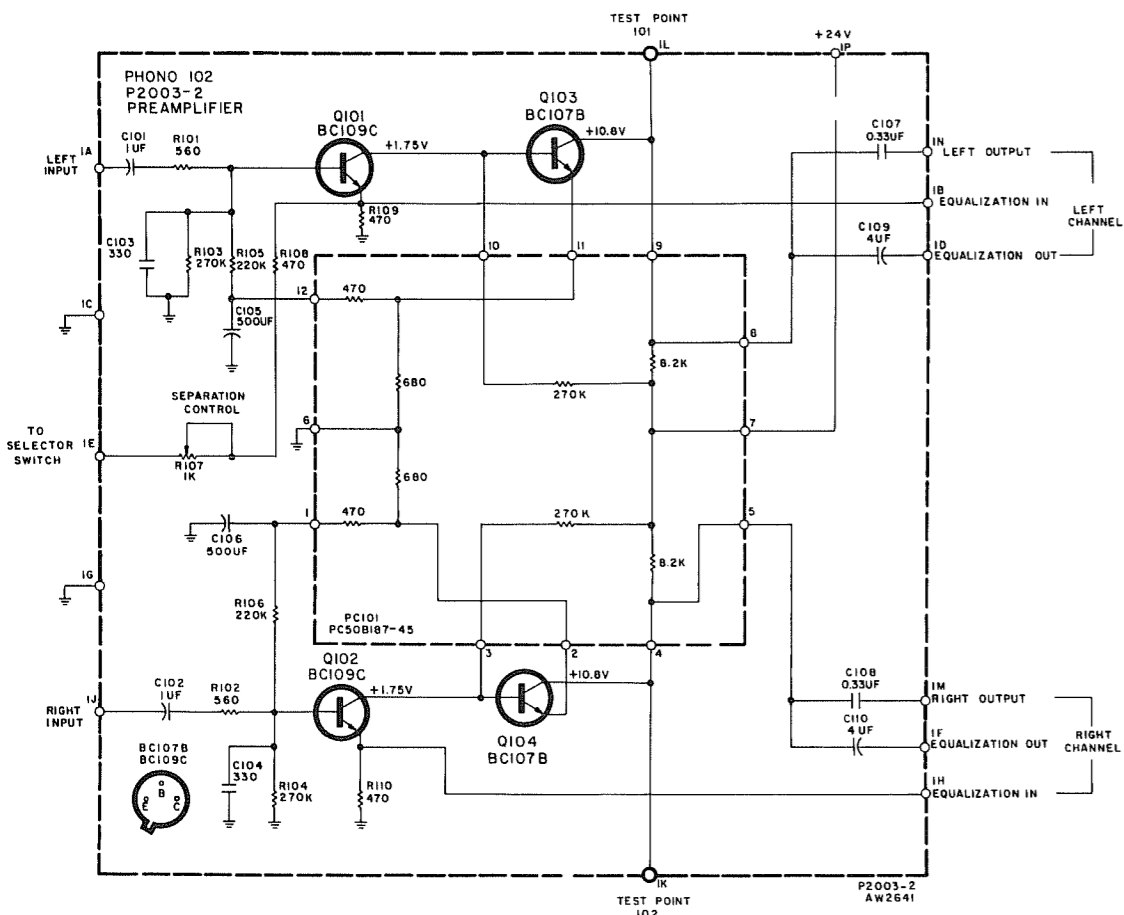 TEST POINT
101
1L
+24V
1P
PHONO 102
P2003-2
PREAMPLIFIER
Q101
BC109C
Q103
BC107B
C107
0.33UF
C101
1UF
R101
560
1A
+1.75V
+10.8V
1N
LEFT OUTPUT
LEFT
INPUT
1B
EQUALIZATION IN
R109
470
LEFT
CHANNEL
C109
4UF
1D
EQUALIZATION OUT
C103
330
R103
270K
R105
220K
R108
470
10
11
9
1C
12
470
C105
500UF
8
8.2K
680
270K
SEPARATION
CONTROL
TO
SELECTOR
SWITCH
1E
6
7
R107
1K
680
1
470
270K
5
C106
500UF
8.2K
1G
R106
220K
PC101
PC50B187-45
3
2
4
Q102
BC109C
+1.75V
+10.8V
C102
1UF
R102
560
1J
RIGHT
INPUT
C108
0.33UF
1M
RIGHT OUTPUT
C110
4UF
1F
EQUALIZATION OUT
RIGHT
CHANNEL
Q104
BC107B
BC107B
BC109C
B
E
C
C104
330
R104
270K
R110
470
1H
EQUALIZATION IN
1K
TEST POINT
102
P2003-2
AW2641